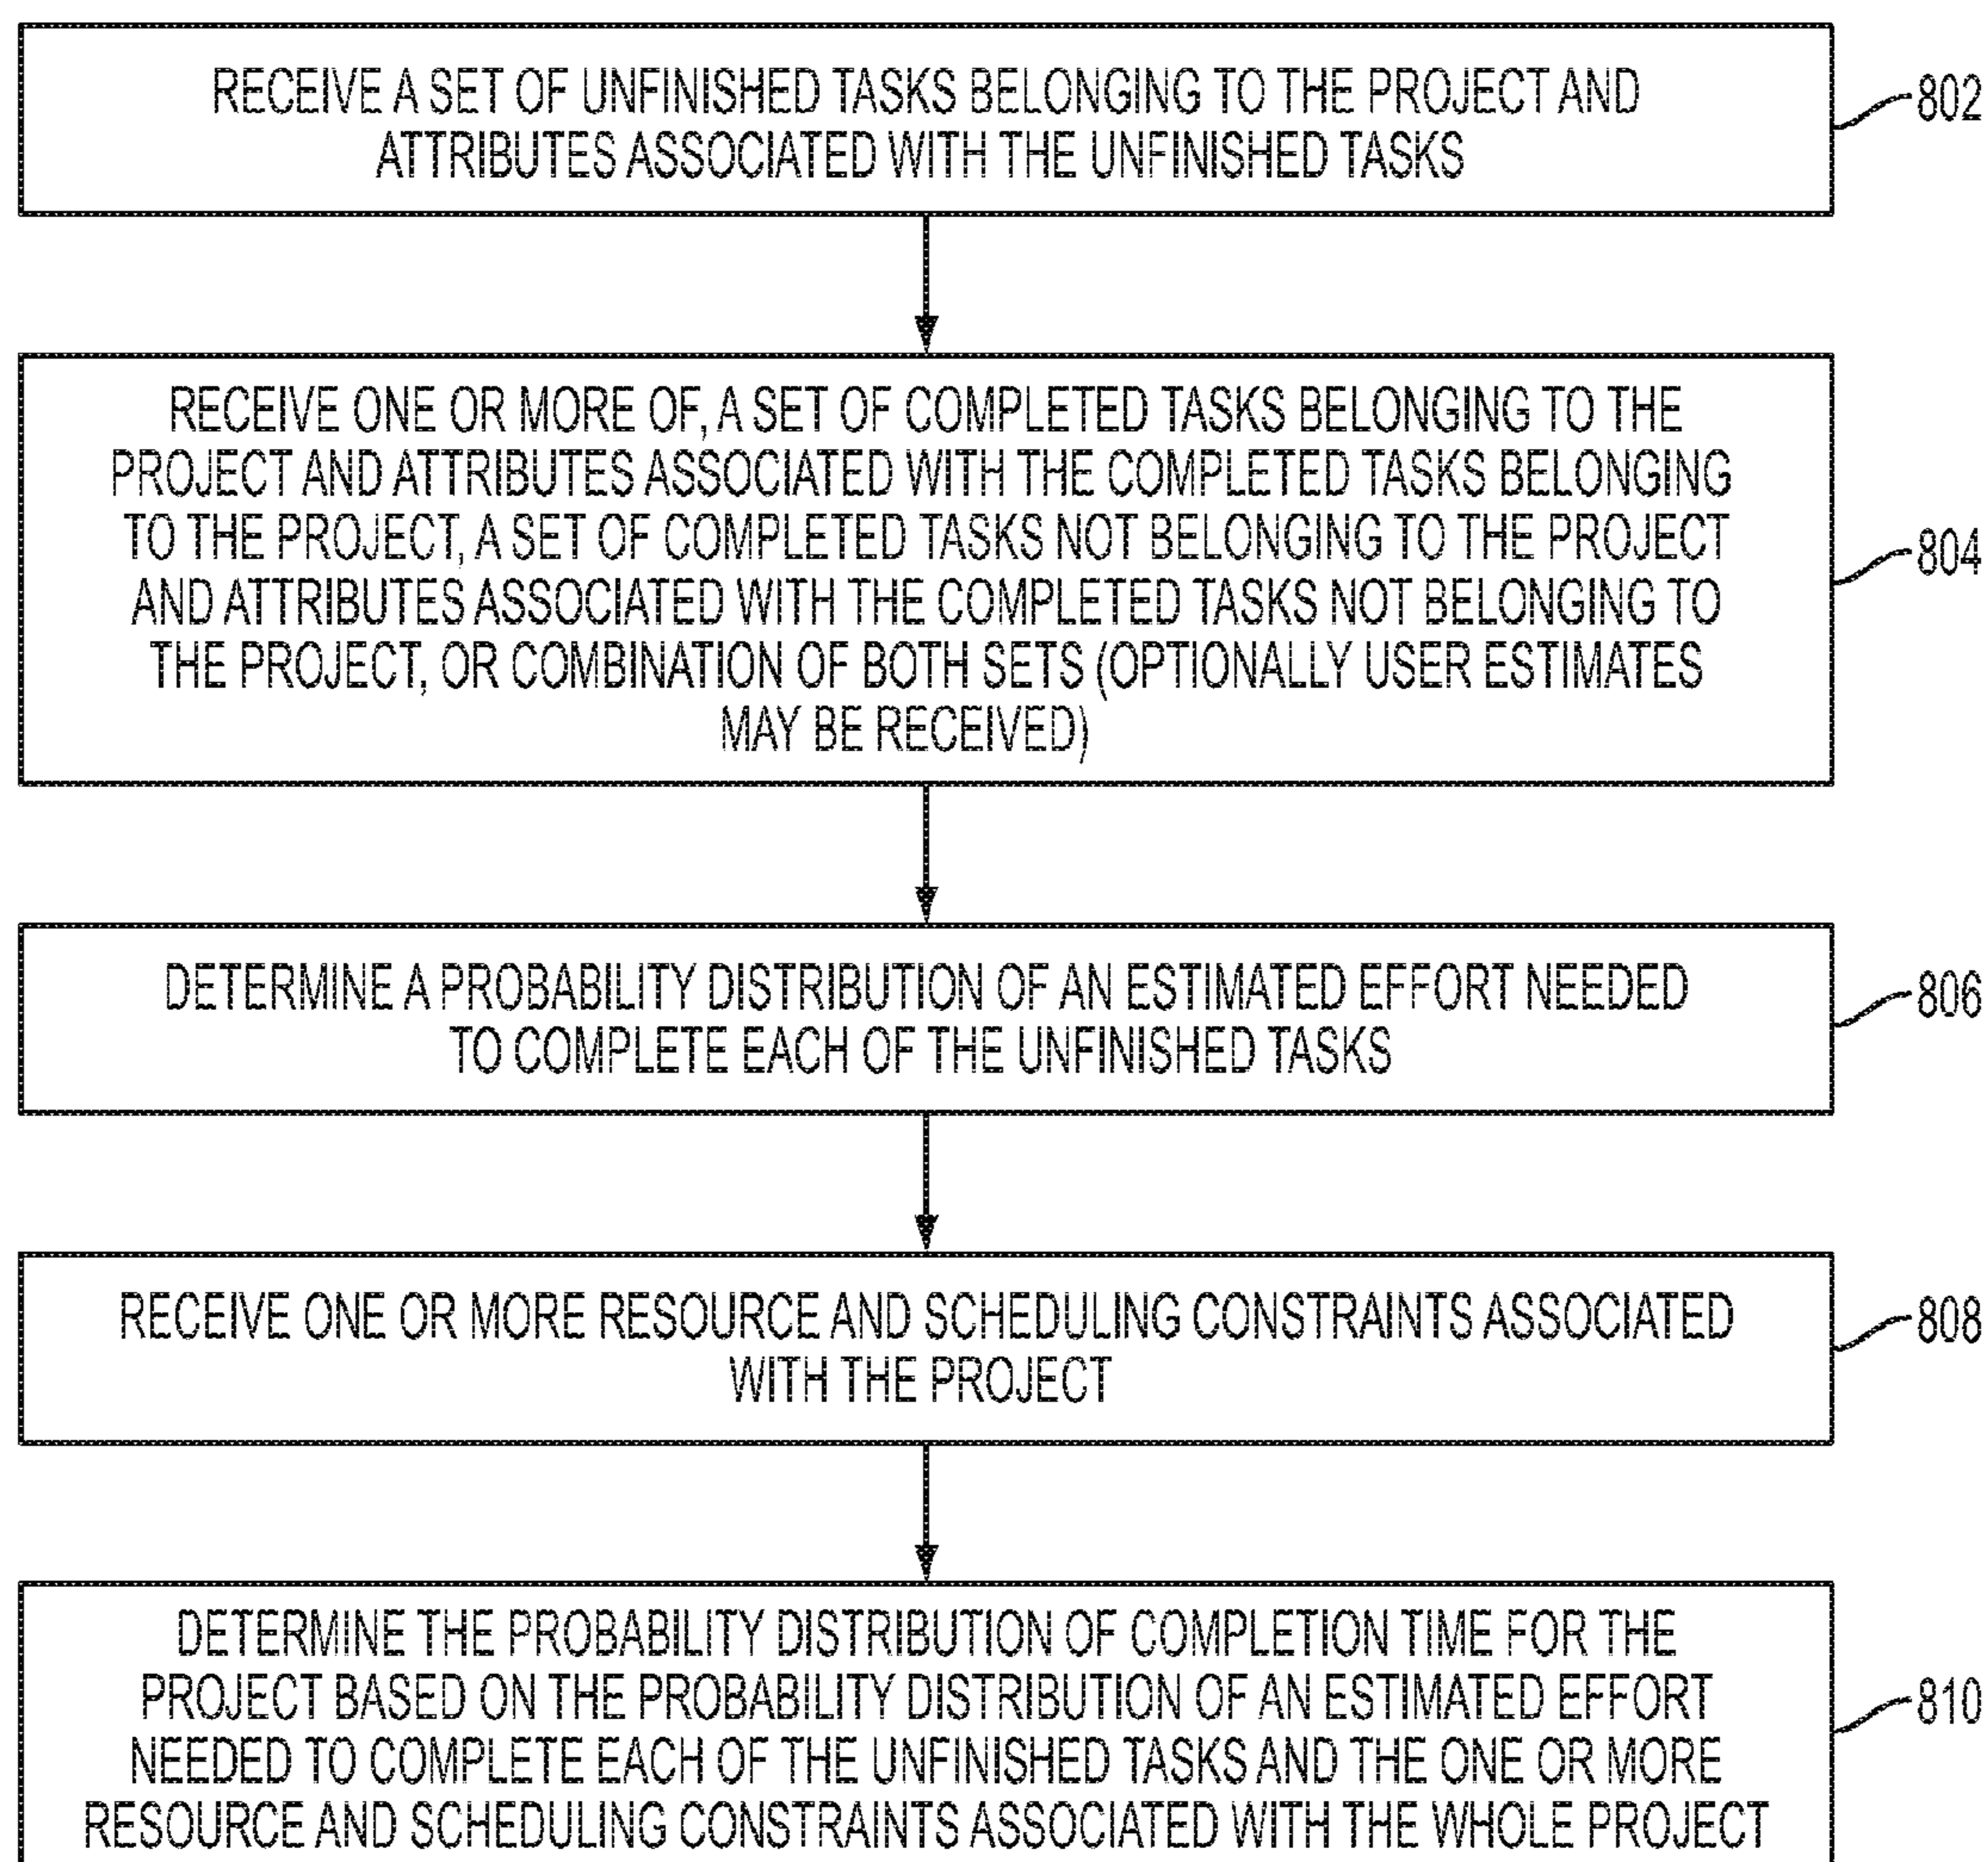 RECEIVE A SET OF UNFINISHED TASKS BELONGING TO THE PROJECT AND
ATTRIBUTES ASSOCIATED WITH THE UNFINISHED TASKS
802
RECEIVE ONE OR MORE OF, A SET OF COMPLETED TASKS BELONGING TO THE
PROJECT AND ATTRIBUTES ASSOCIATED WITH THE COMPLETED TASKS BELONGING
TO THE PROJECT, A SET OF COMPLETED TASKS NOT BELONGING TO THE PROJECT
AND ATTRIBUTES ASSOCIATED WITH THE COMPLETED TASKS NOT BELONGING TO
THE PROJECT, OR COMBINATION OF BOTH SETS (OPTIONALLY USER ESTIMATES
MAY BE RECEIVED)
804
DETERMINE A PROBABILITY DISTRIBUTION OF AN ESTIMATED EFFORT NEEDED
TO COMPLETE EACH OF THE UNFINISHED TASKS
806
RECEIVE ONE OR MORE RESOURCE AND SCHEDULING CONSTRAINTS ASSOCIATED
WITH THE PROJECT
808
DETERMINE THE PROBABILITY DISTRIBUTION OF COMPLETION TIME FOR THE
PROJECT BASED ON THE PROBABILITY DISTRIBUTION OF AN ESTIMATED EFFORT
NEEDED TO COMPLETE EACH OF THE UNFINISHED TASKS AND THE ONE OR MORE
RESOURCE AND SCHEDULING CONSTRAINTS ASSOCIATED WITH THE WHOLE PROJECT
810